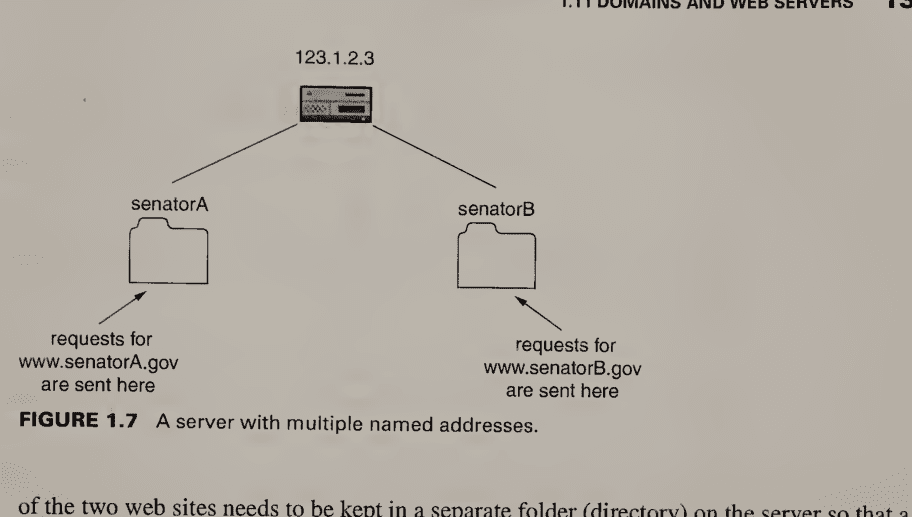 1.11 DOMAINS AND WEB SERVERS 13
123.1.2.3
senatorA
senatorB
requests for
www.senatorA.gov
are sent here
requests for
www.senatorB.gov
are sent here
FIGURE 1.7 A server with multiple named addresses.
of the two web sites needs to be kept in a separate folder (directory) on the server so that a